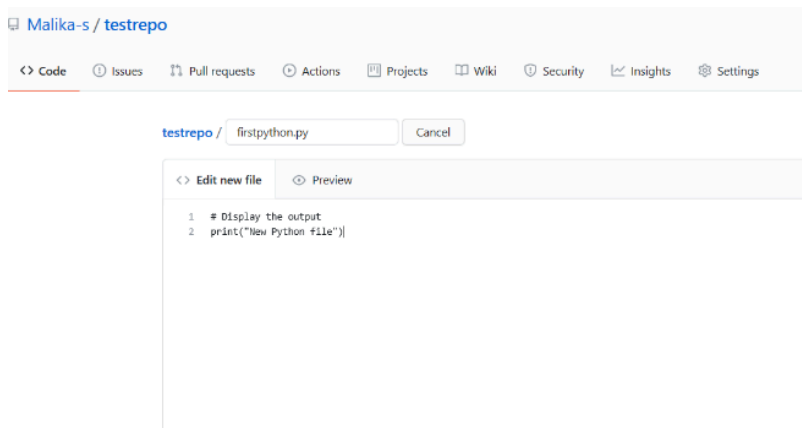 Malika-s / testrepo
<> Code Issues Pull requests Actions Projects Wiki Security Insights Settings
testrepo / firstpython.py Cancel
<> Edit new file Preview
1 # Display the output
2 print("New Python file")